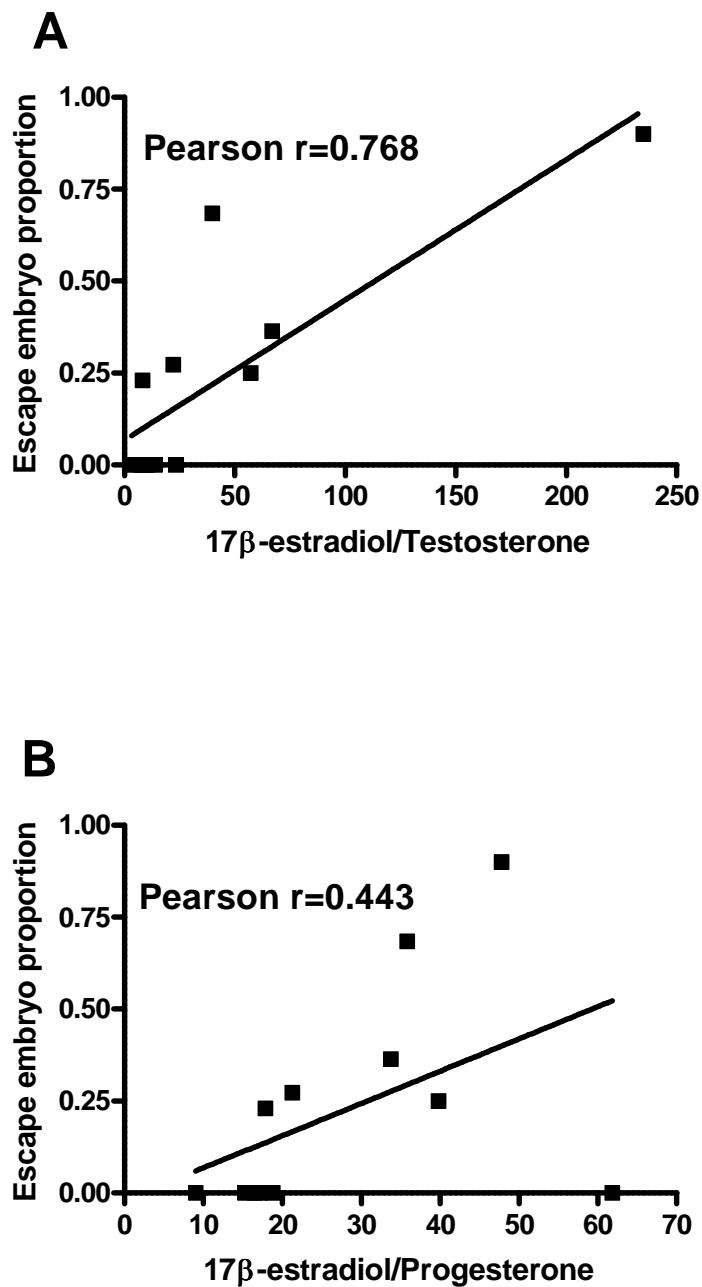 A
1.00
0.75
0.50
0.25
0.00
Escape embryo proportion
Pearson r=0.768
0 50 100 150 200 250
17β-estradiol/Testosterone
B
1.00
0.75
0.50
0.25
0.00
Escape embryo proportion
Pearson r=0.443
0 10 20 30 40 50 60 70
17β-estradiol/Progesterone